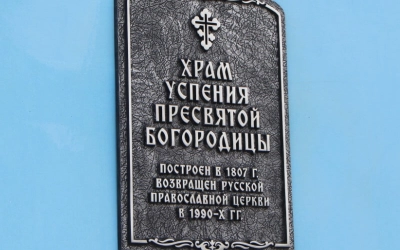 ХРАМ
УСПЕНИЯ
ПРЕСВЯТОЙ
БОГОРОДИЦЫ
ПОСТРОЕН В 1807 Г.
ВОЗВРАЩЕН РУССКОЙ
ПРАВОСЛАВНОЙ ЦЕРКВИ
В 1990-Х ГГ.